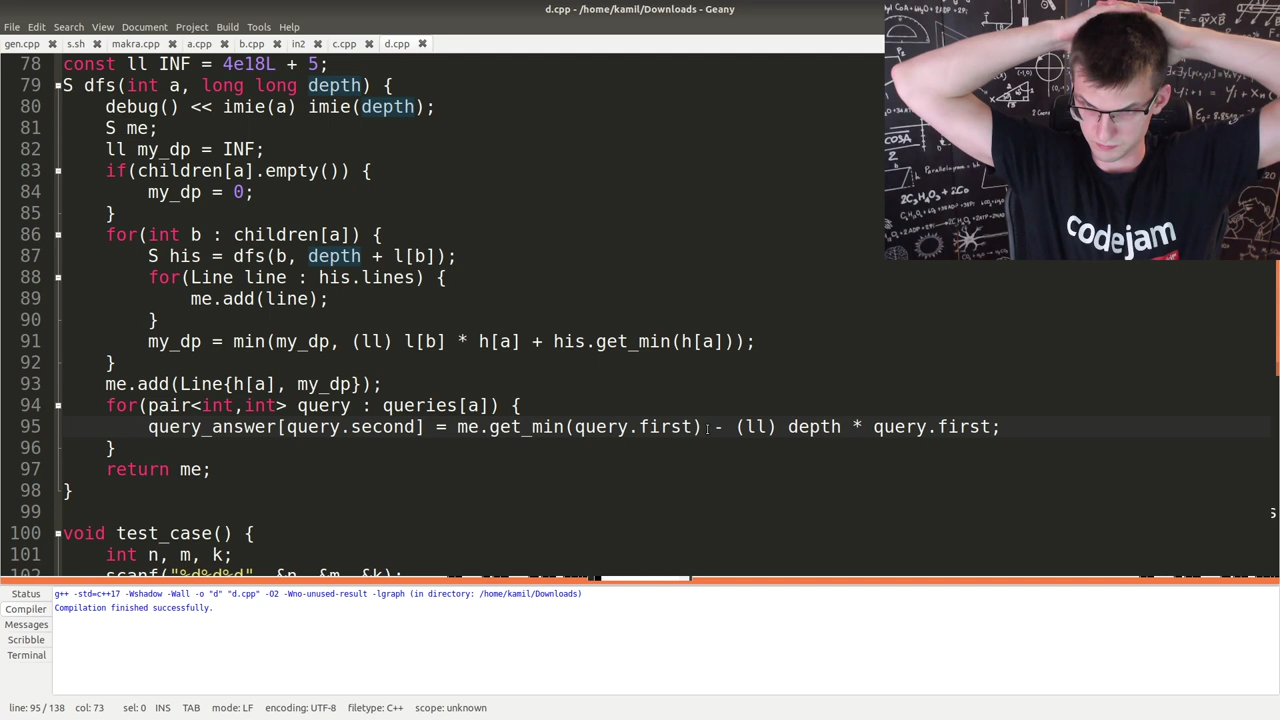 d.cpp - /home/kamil/Downloads - Geany
File Edit Search View Document Project Build Tools Help
gen.cpp s.sh makra.cpp a.cpp b.cpp in2 c.cpp d.cpp
78 const ll INF = 4e18L + 5;
79 S dfs(int a, long long depth) {
80 debug() << imie(a) imie(depth);
81 S me;
82 ll my_dp = INF;
83 if(children[a].empty()) {
84 my_dp = 0;
85 }
86 for(int b : children[a]) {
87 S his = dfs(b, depth + l[b]);
88 for(Line line : his.lines) {
89 me.add(line);
90 }
91 my_dp = min(my_dp, (ll) l[b] * h[a] + his.get_min(h[a]));
92 }
93 me.add(Line{h[a], my_dp});
94 for(pair<int,int> query : queries[a]) {
95 query_answer[query.second] = me.get_min(query.first) - (ll) depth * query.first;
96 }
97 return me;
98 }
99
100 void test_case() {
101 int n, m, k;
102 scanf("%d%d%d", &n, &m, &k);
Status
Compiler
Messages
Scribble
Terminal
g++ -std=c++17 -Wshadow -Wall -o "d" "d.cpp" -O2 -Wno-unused-result -lgraph (in directory: /home/kamil/Downloads)
Compilation finished successfully.
line: 95 / 138 col: 73 sel: 0 INS TAB mode: LF encoding: UTF-8 filetype: C++ scope: unknown
codejam